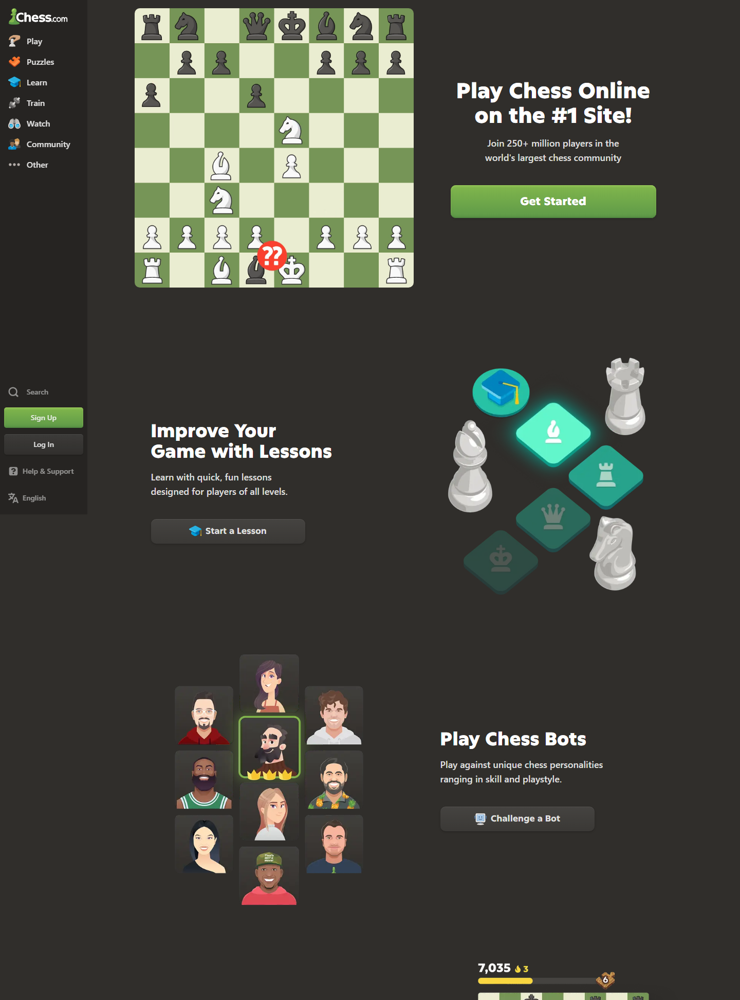 Chess.com
Play
Puzzles
Learn
Train
Watch
Community
Other
Search
Sign Up
Log In
Help & Support
English
??
Play Chess Online
on the #1 Site!
Join 250+ million players in the
world's largest chess community
Get Started
Improve Your
Game with Lessons
Learn with quick, fun lessons
designed for players of all levels.
Start a Lesson
That's
NOT a
Move!
Play Chess Bots
Play against unique chess personalities
ranging in skill and playstyle.
Challenge a Bot
7,035 3
6